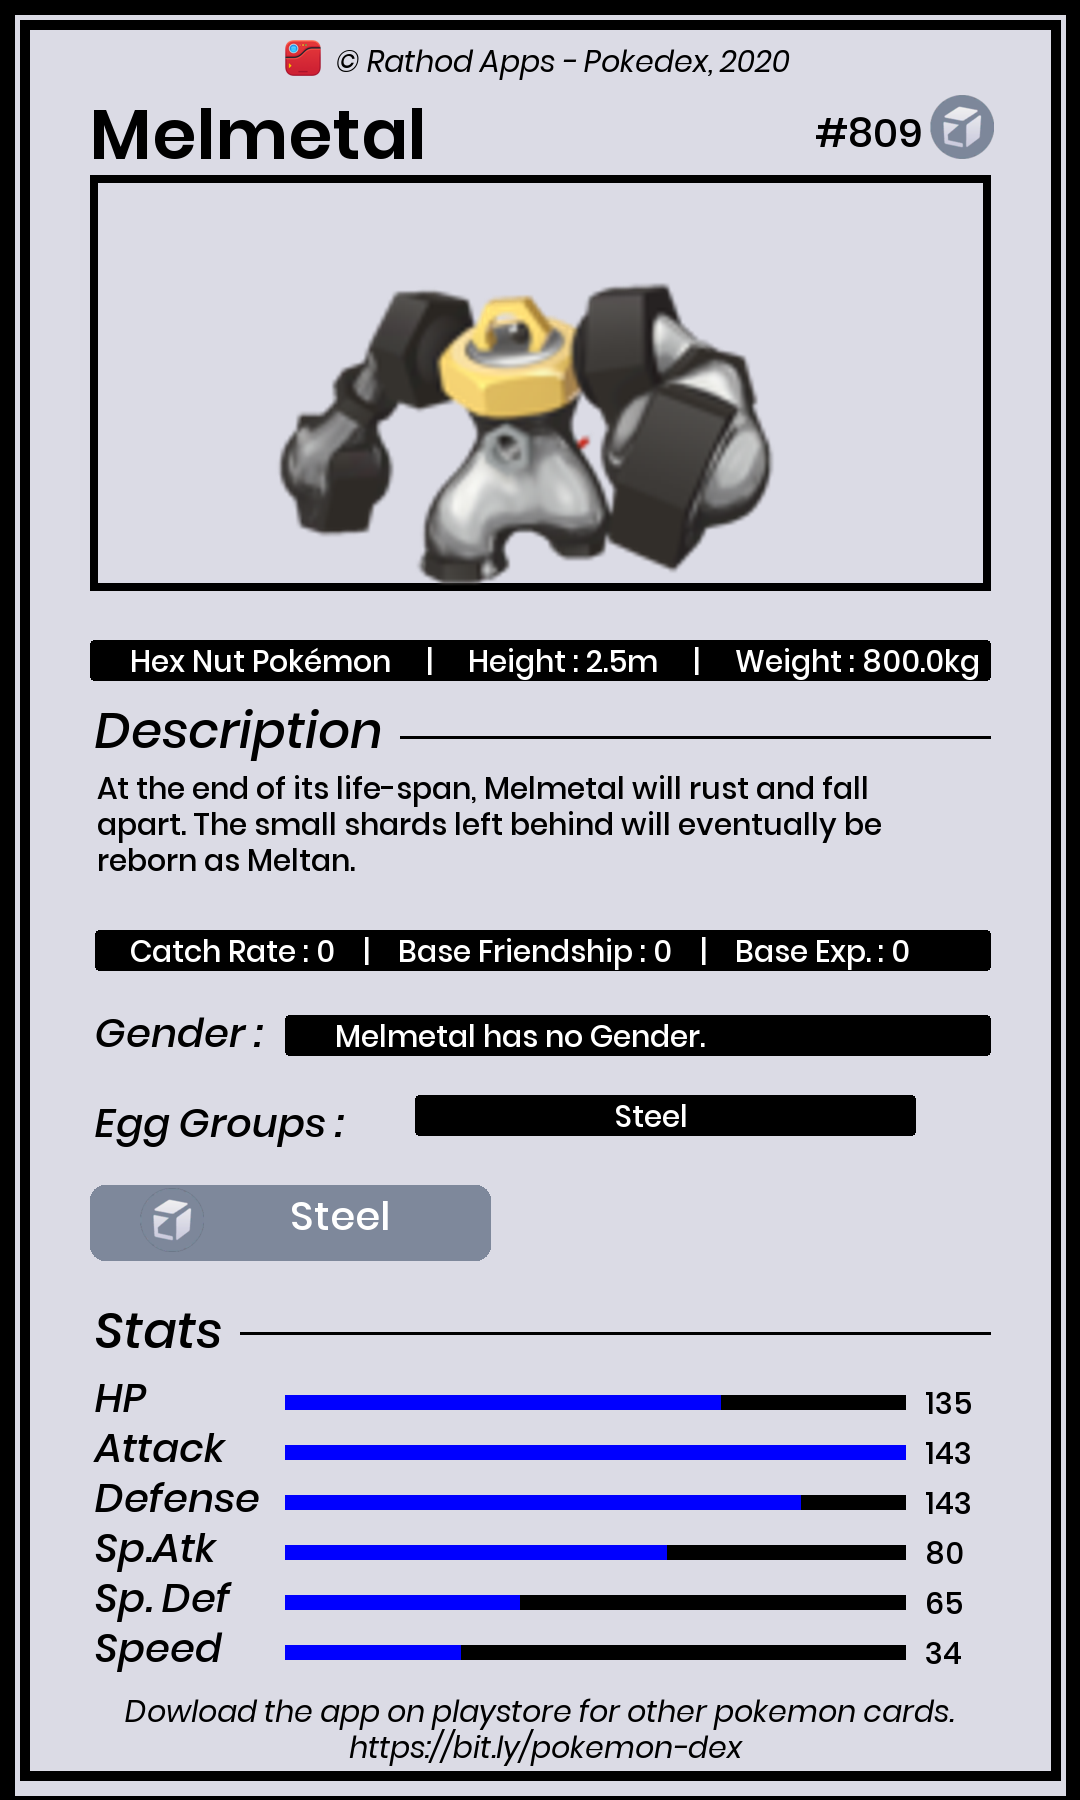 © Rathod Apps - Pokedex, 2020
Melmetal #809
Hex Nut Pokémon | Height : 2.5m | Weight : 800.0kg
Description
At the end of its life-span, Melmetal will rust and fall
apart. The small shards left behind will eventually be
reborn as Meltan.
Catch Rate : 0 | Base Friendship : 0 | Base Exp. : 0
Gender : Melmetal has no Gender.
Egg Groups : Steel
Steel
Stats
HP 135
Attack 143
Defense 143
Sp.Atk 80
Sp. Def 65
Speed 34
Dowload the app on playstore for other pokemon cards.
https://bit.ly/pokemon-dex